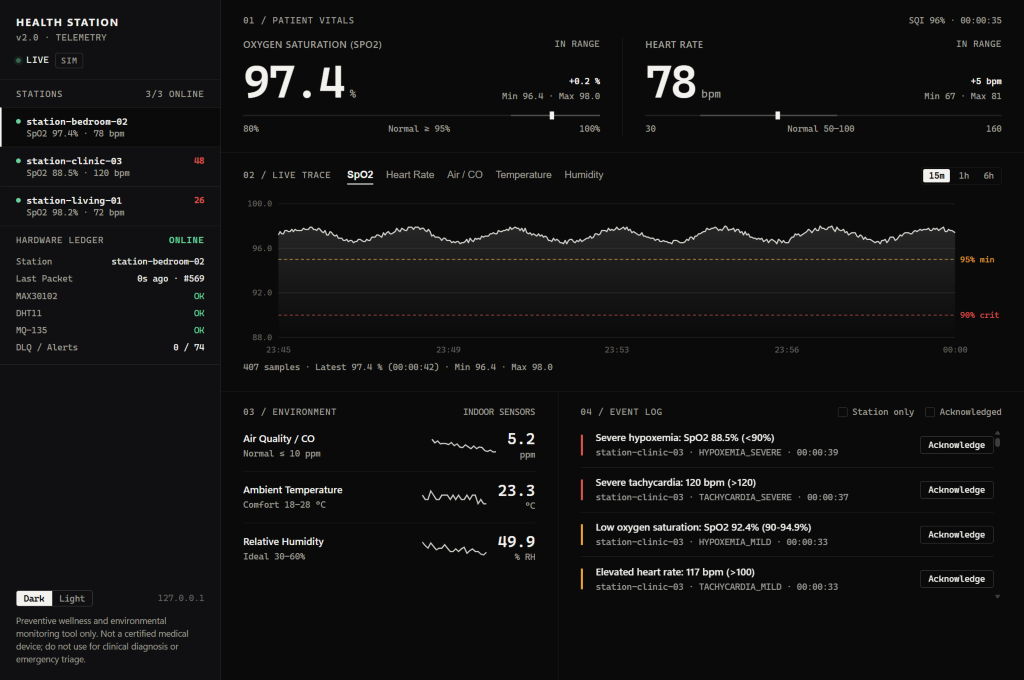 HEALTH STATION
v2.0 · TELEMETRY
LIVE SIM
STATIONS 3/3 ONLINE
station-bedroom-02
SpO2 97.4% · 78 bpm
station-clinic-03 48
SpO2 88.5% · 120 bpm
station-living-01 26
SpO2 98.2% · 72 bpm
HARDWARE LEDGER ONLINE
Station station-bedroom-02
Last Packet 0s ago · #569
MAX30102 OK
DHT11 OK
MQ-135 OK
DLQ / Alerts 0 / 74
Dark Light 127.0.0.1
Preventive wellness and environmental
monitoring tool only. Not a certified medical
device; do not use for clinical diagnosis or
emergency triage.
01 / PATIENT VITALS SQI 96% · 00:00:35
OXYGEN SATURATION (SPO2) IN RANGE
97.4 %
+0.2 %
Min 96.4 · Max 98.0
80% Normal ≥ 95% 100%
HEART RATE IN RANGE
78 bpm
+5 bpm
Min 67 · Max 81
30 Normal 50–100 160
02 / LIVE TRACE SpO2 Heart Rate Air / CO Temperature Humidity 15m 1h 6h
100.0
96.0
95% min
92.0
90% crit
88.0
23:45 23:49 23:53 23:56 00:00
407 samples · Latest 97.4 % (00:00:42) · Min 96.4 · Max 98.0
03 / ENVIRONMENT INDOOR SENSORS
Air Quality / CO 5.2
Normal ≤ 10 ppm ppm
Ambient Temperature 23.3
Comfort 18–28 °C °C
Relative Humidity 49.9
Ideal 30–60% % RH
04 / EVENT LOG Station only Acknowledged
Severe hypoxemia: SpO2 88.5% (<90%)
station-clinic-03 · HYPOXEMIA_SEVERE · 00:00:39
Acknowledge
Severe tachycardia: 120 bpm (>120)
station-clinic-03 · TACHYCARDIA_SEVERE · 00:00:37
Acknowledge
Low oxygen saturation: SpO2 92.4% (90-94.9%)
station-clinic-03 · HYPOXEMIA_MILD · 00:00:33
Acknowledge
Elevated heart rate: 117 bpm (>100)
station-clinic-03 · TACHYCARDIA_MILD · 00:00:33
Acknowledge